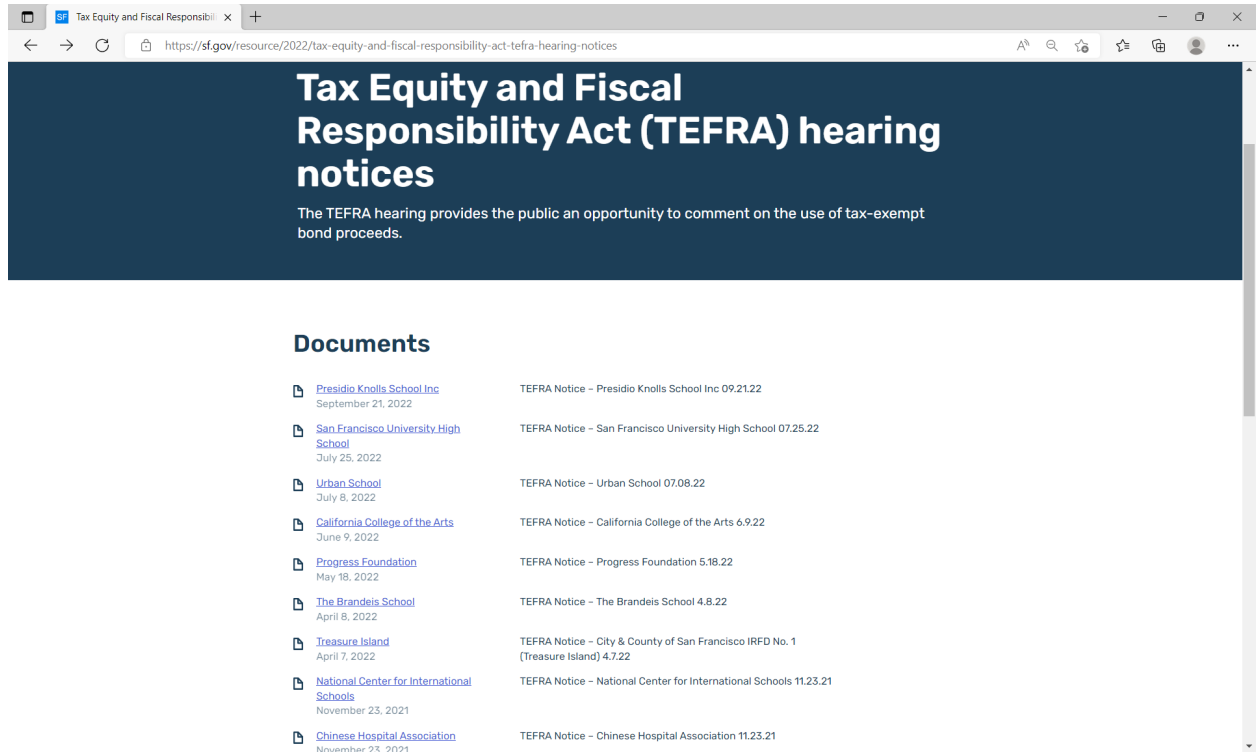 SF Tax Equity and Fiscal Responsibili
https://sf.gov/resource/2022/tax-equity-and-fiscal-responsibility-act-tefra-hearing-notices
Tax Equity and Fiscal
Responsibility Act (TEFRA) hearing
notices
The TEFRA hearing provides the public an opportunity to comment on the use of tax-exempt
bond proceeds.
Documents
Presidio Knolls School Inc TEFRA Notice – Presidio Knolls School Inc 09.21.22
September 21, 2022
San Francisco University High TEFRA Notice – San Francisco University High School 07.25.22
School
July 25, 2022
Urban School TEFRA Notice – Urban School 07.08.22
July 8, 2022
California College of the Arts TEFRA Notice – California College of the Arts 6.9.22
June 9, 2022
Progress Foundation TEFRA Notice – Progress Foundation 5.18.22
May 18, 2022
The Brandeis School TEFRA Notice – The Brandeis School 4.8.22
April 8, 2022
Treasure Island TEFRA Notice – City & County of San Francisco IRFD No. 1
April 7, 2022 (Treasure Island) 4.7.22
National Center for International TEFRA Notice – National Center for International Schools 11.23.21
Schools
November 23, 2021
Chinese Hospital Association TEFRA Notice – Chinese Hospital Association 11.23.21
November 23, 2021